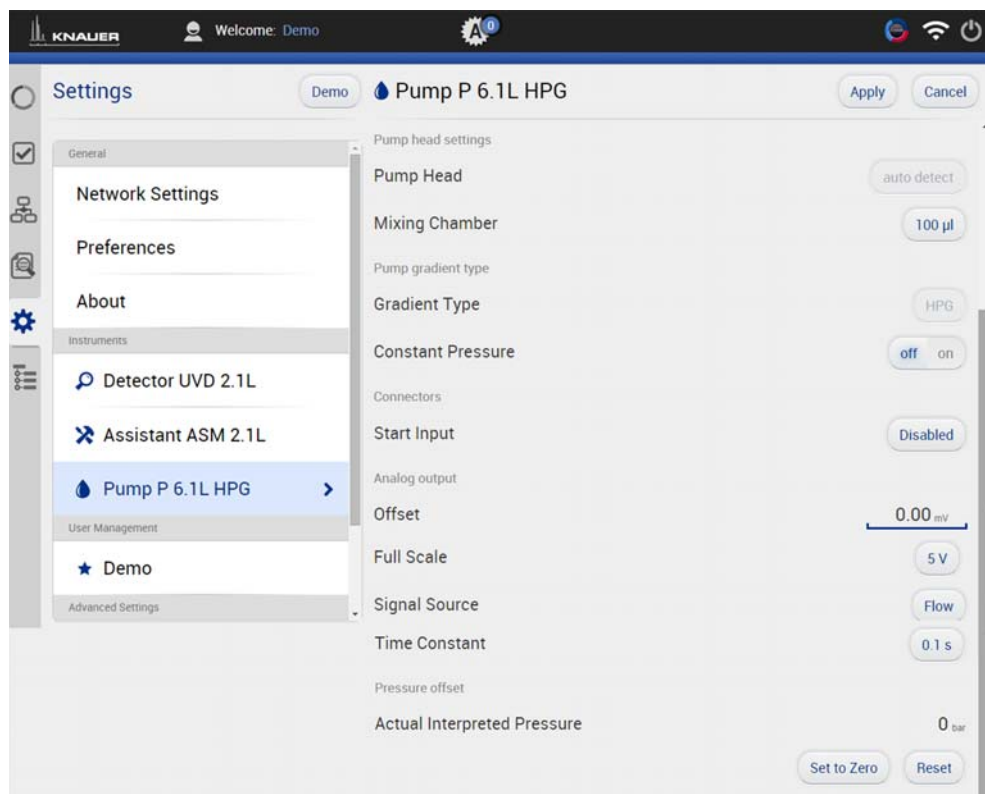 KNAUER
Welcome: Demo
A 0
Settings
Demo
General
Network Settings
Preferences
About
Instruments
Detector UVD 2.1L
Assistant ASM 2.1L
Pump P 6.1L HPG
User Management
Demo
Advanced Settings
Pump P 6.1L HPG
Apply Cancel
Pump head settings
Pump Head auto detect
Mixing Chamber 100 µl
Pump gradient type
Gradient Type HPG
Constant Pressure off on
Connectors
Start Input Disabled
Analog output
Offset 0.00 mV
Full Scale 5 V
Signal Source Flow
Time Constant 0.1 s
Pressure offset
Actual Interpreted Pressure 0 bar
Set to Zero Reset